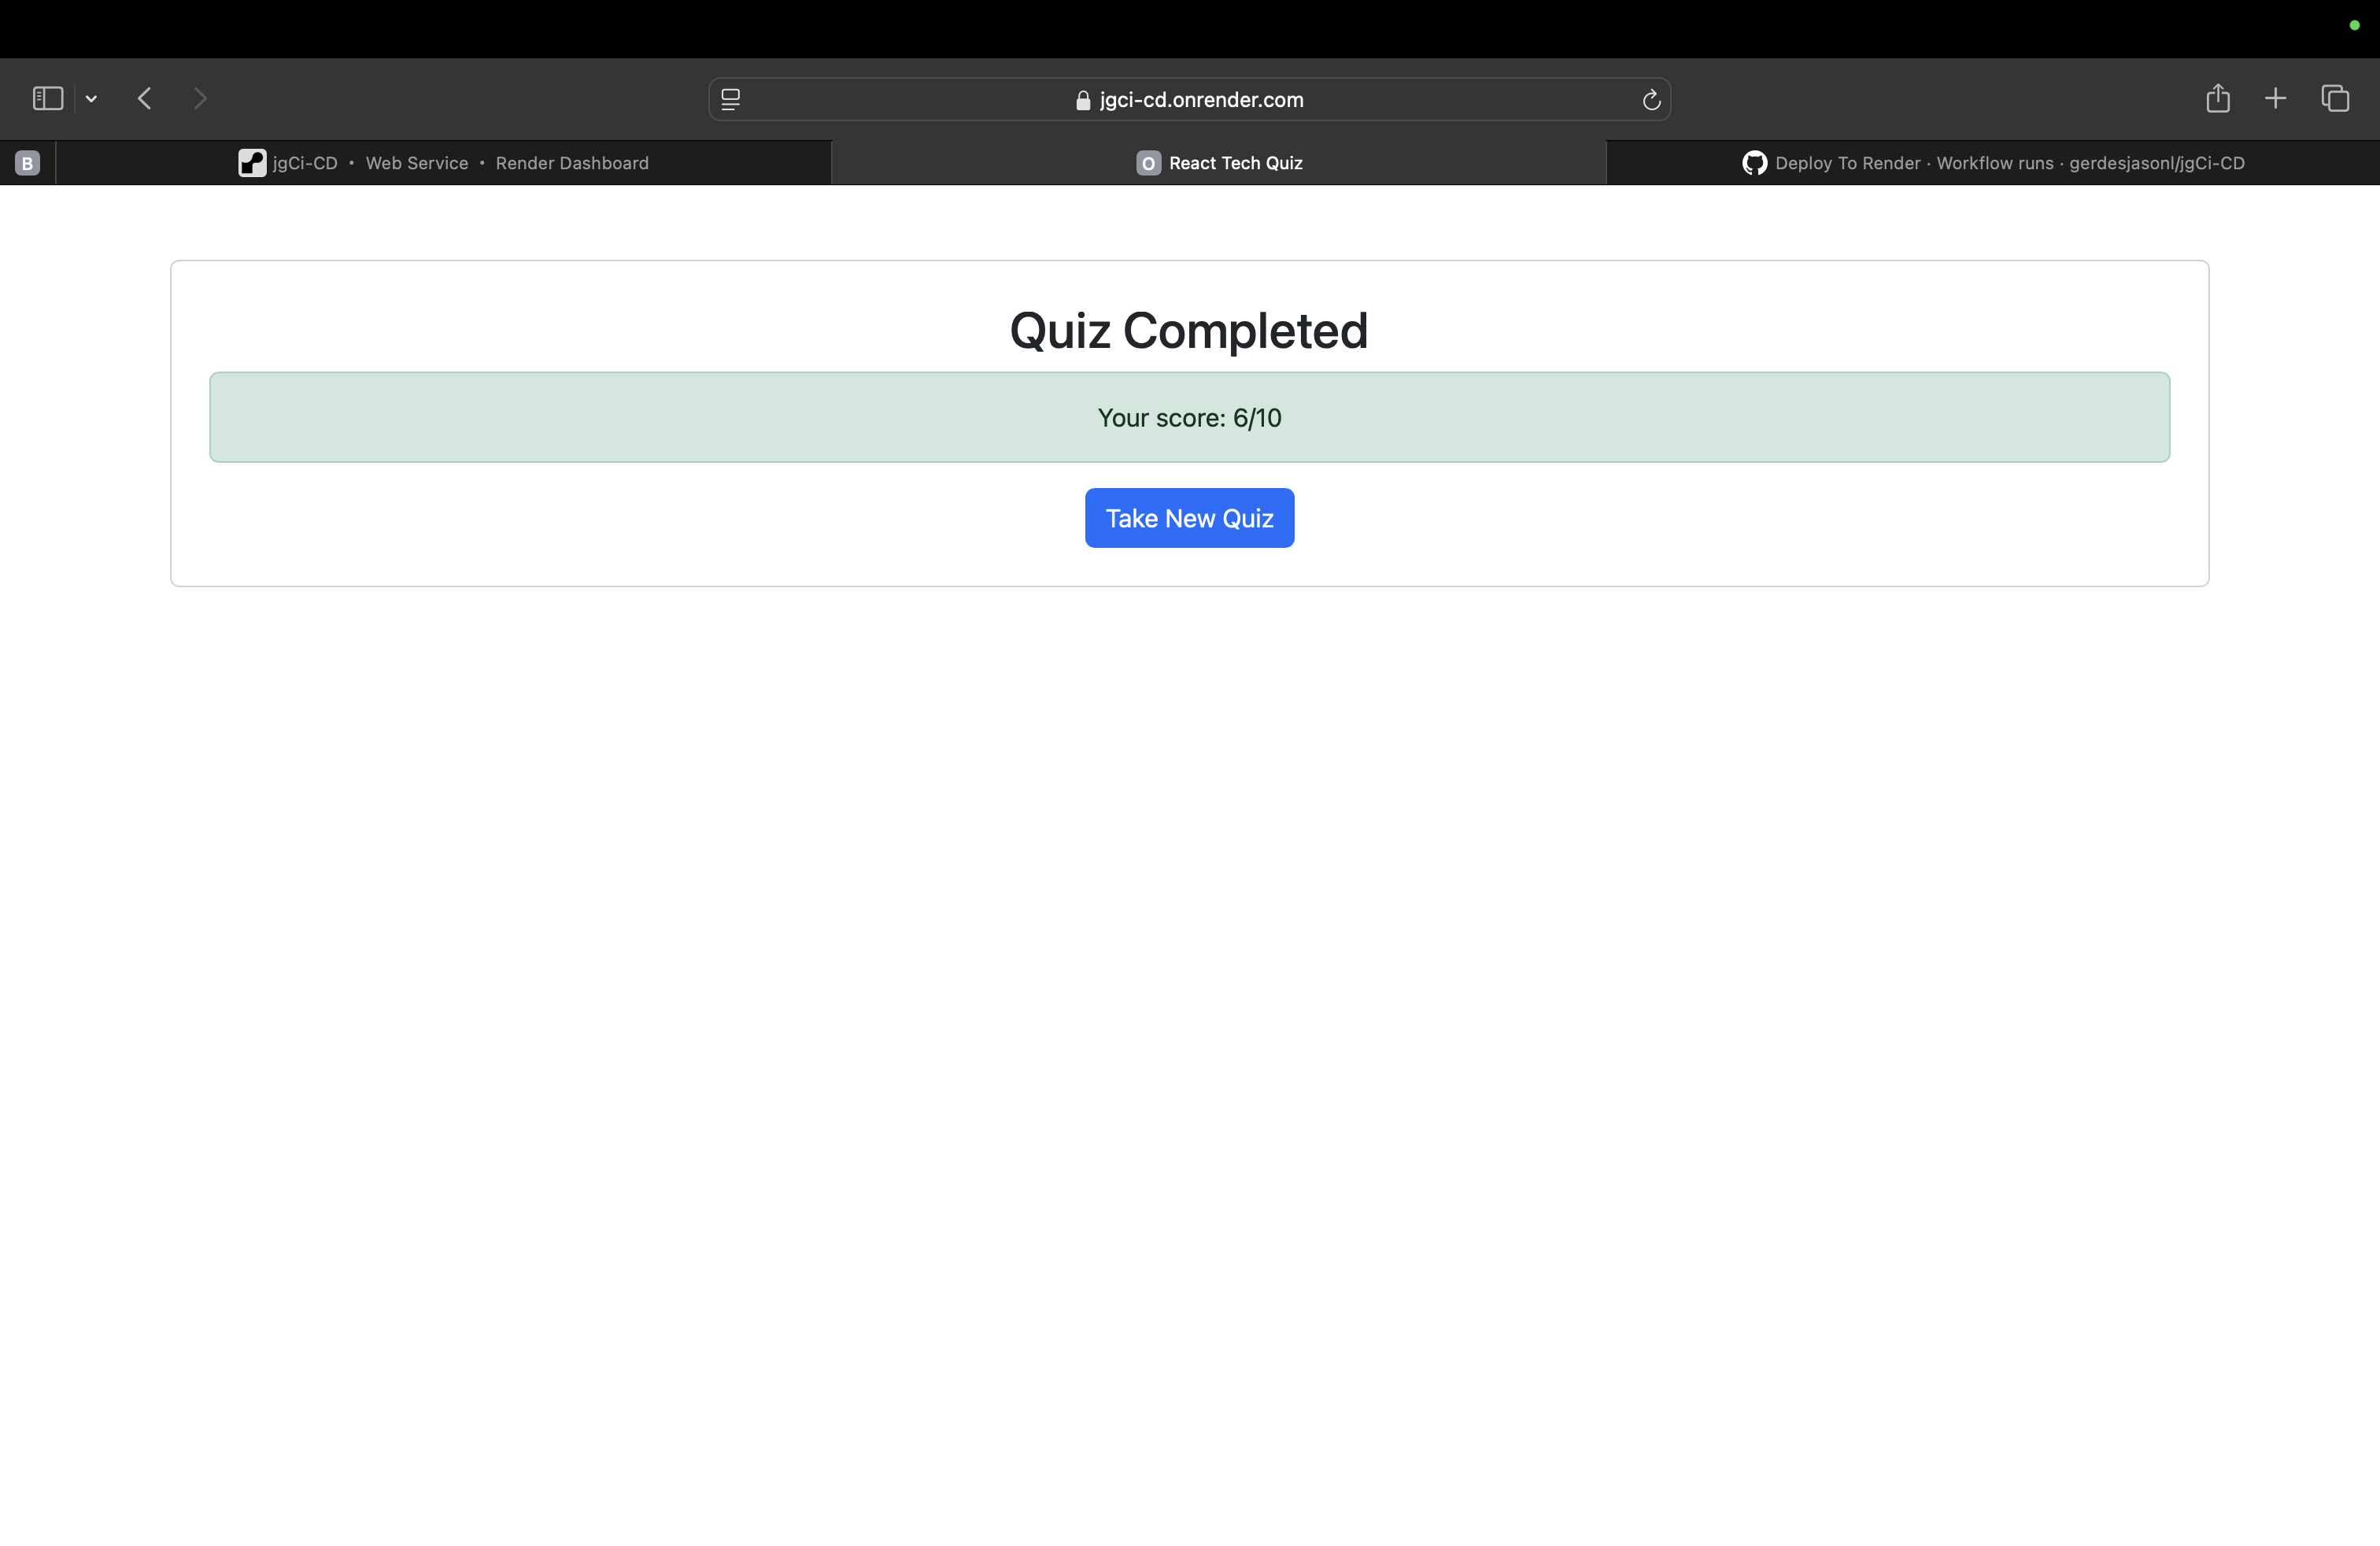 jgci-cd.onrender.com
B
jgCi-CD • Web Service • Render Dashboard
O React Tech Quiz
Deploy To Render · Workflow runs · gerdesjasonl/jgCi-CD
Quiz Completed
Your score: 6/10
Take New Quiz